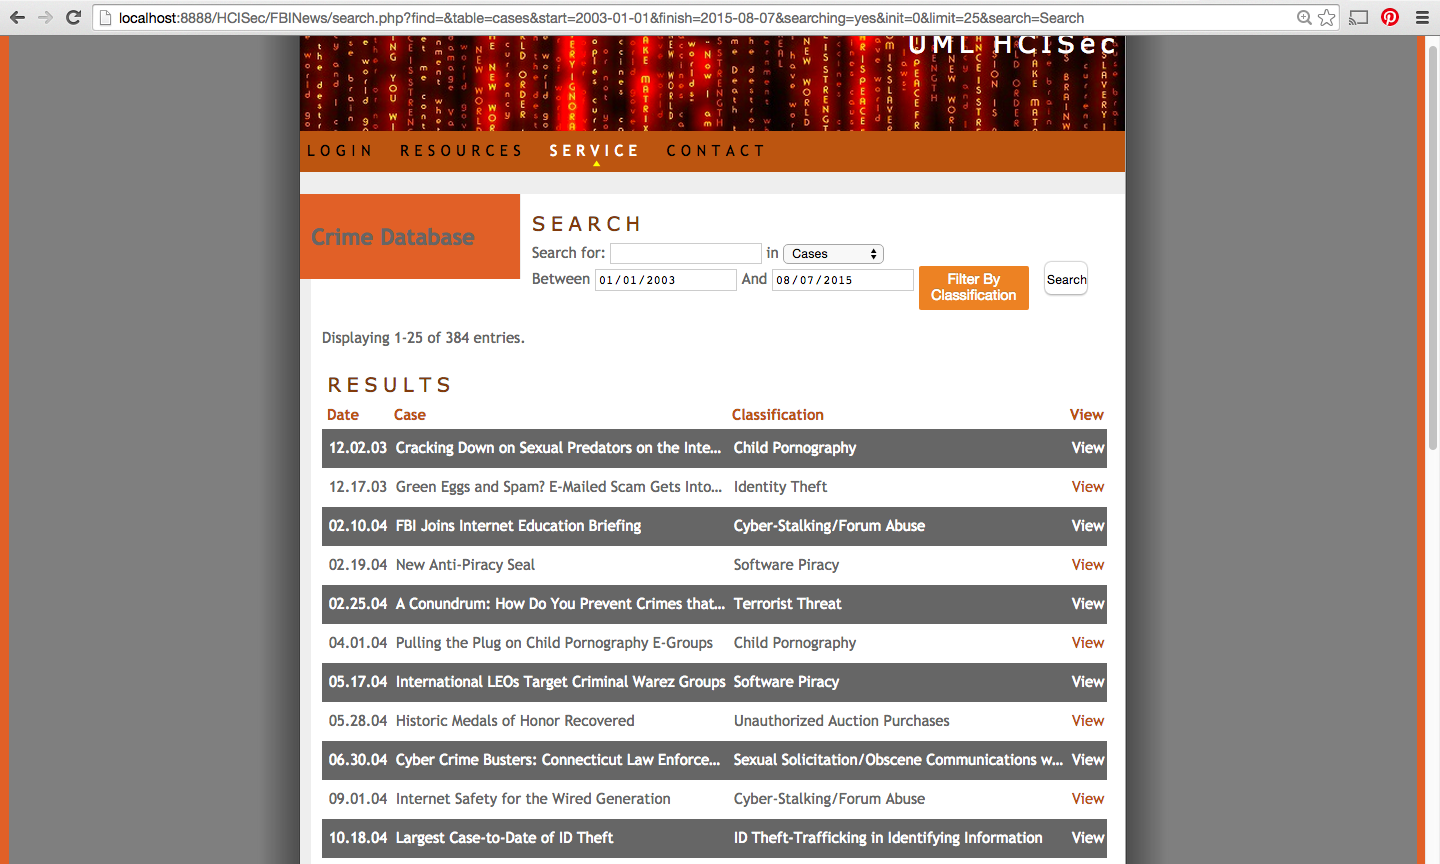 localhost:8888/HCISec/FBINews/search.php?find=&table=cases&start=2003-01-01&finish=2015-08-07&searching=yes&init=0&limit=25&search=Search
UML HCISec
LOGIN RESOURCES SERVICE CONTACT
Crime Database
SEARCH
Search for: in Cases
Between 01/01/2003 And 08/07/2015
Filter By
Classification
Search
Displaying 1-25 of 384 entries.
RESULTS
Date Case Classification View
12.02.03 Cracking Down on Sexual Predators on the Inte... Child Pornography View
12.17.03 Green Eggs and Spam? E-Mailed Scam Gets Into... Identity Theft View
02.10.04 FBI Joins Internet Education Briefing Cyber-Stalking/Forum Abuse View
02.19.04 New Anti-Piracy Seal Software Piracy View
02.25.04 A Conundrum: How Do You Prevent Crimes that... Terrorist Threat View
04.01.04 Pulling the Plug on Child Pornography E-Groups Child Pornography View
05.17.04 International LEOs Target Criminal Warez Groups Software Piracy View
05.28.04 Historic Medals of Honor Recovered Unauthorized Auction Purchases View
06.30.04 Cyber Crime Busters: Connecticut Law Enforce... Sexual Solicitation/Obscene Communications w... View
09.01.04 Internet Safety for the Wired Generation Cyber-Stalking/Forum Abuse View
10.18.04 Largest Case-to-Date of ID Theft ID Theft-Trafficking in Identifying Information View